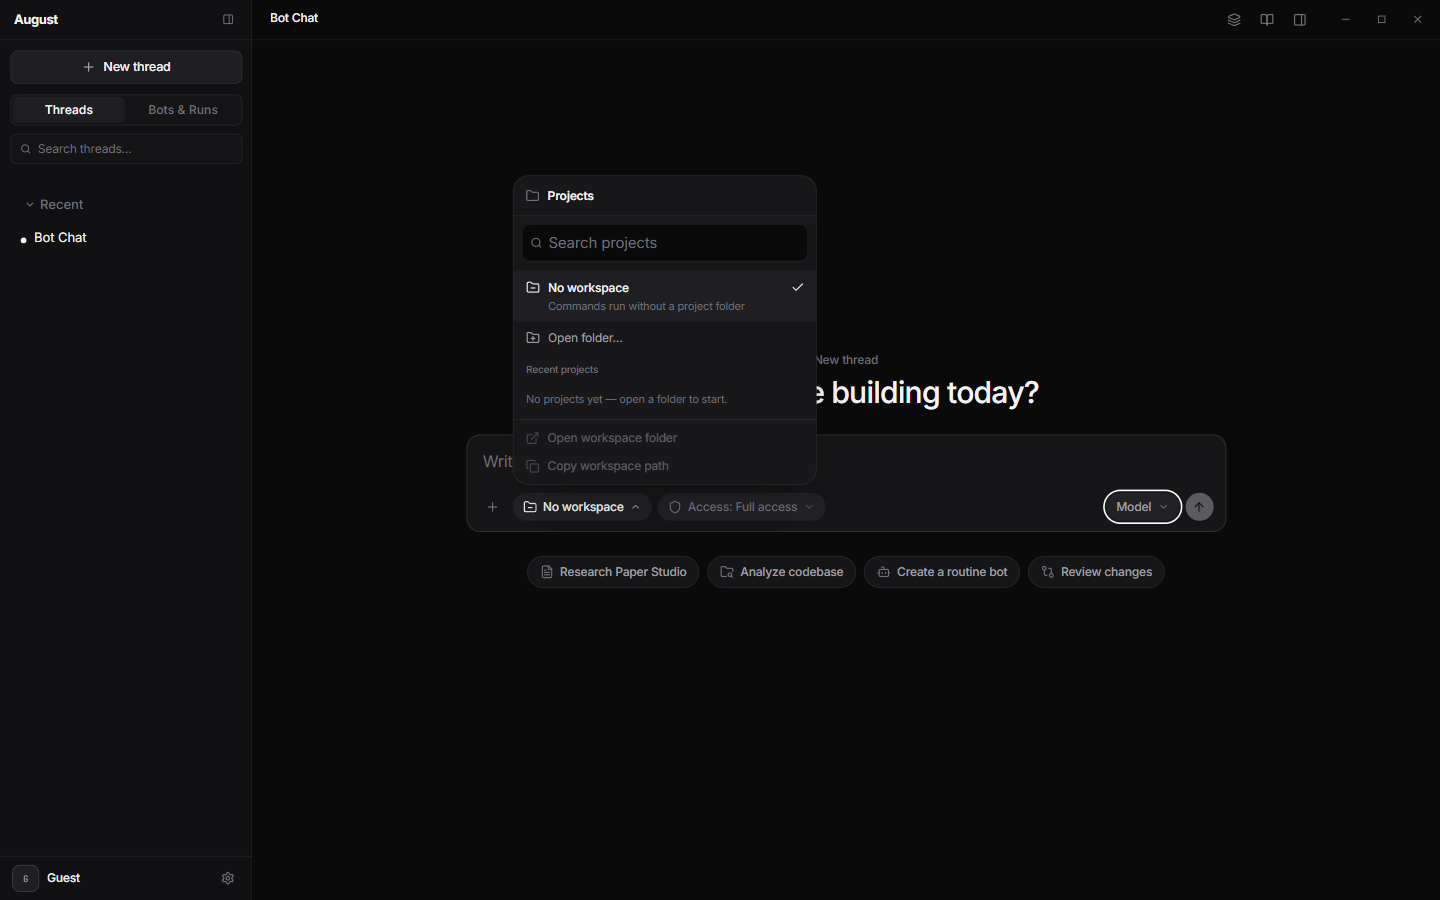 August
Bot Chat
New thread
Threads
Bots & Runs
Search threads...
Recent
Bot Chat
Projects
Search projects
No workspace
Commands run without a project folder
Open folder...
Recent projects
No projects yet — open a folder to start.
Open workspace folder
Copy workspace path
New thread
e building today?
Writ
No workspace
Access: Full access
Model
Research Paper Studio
Analyze codebase
Create a routine bot
Review changes
G
Guest